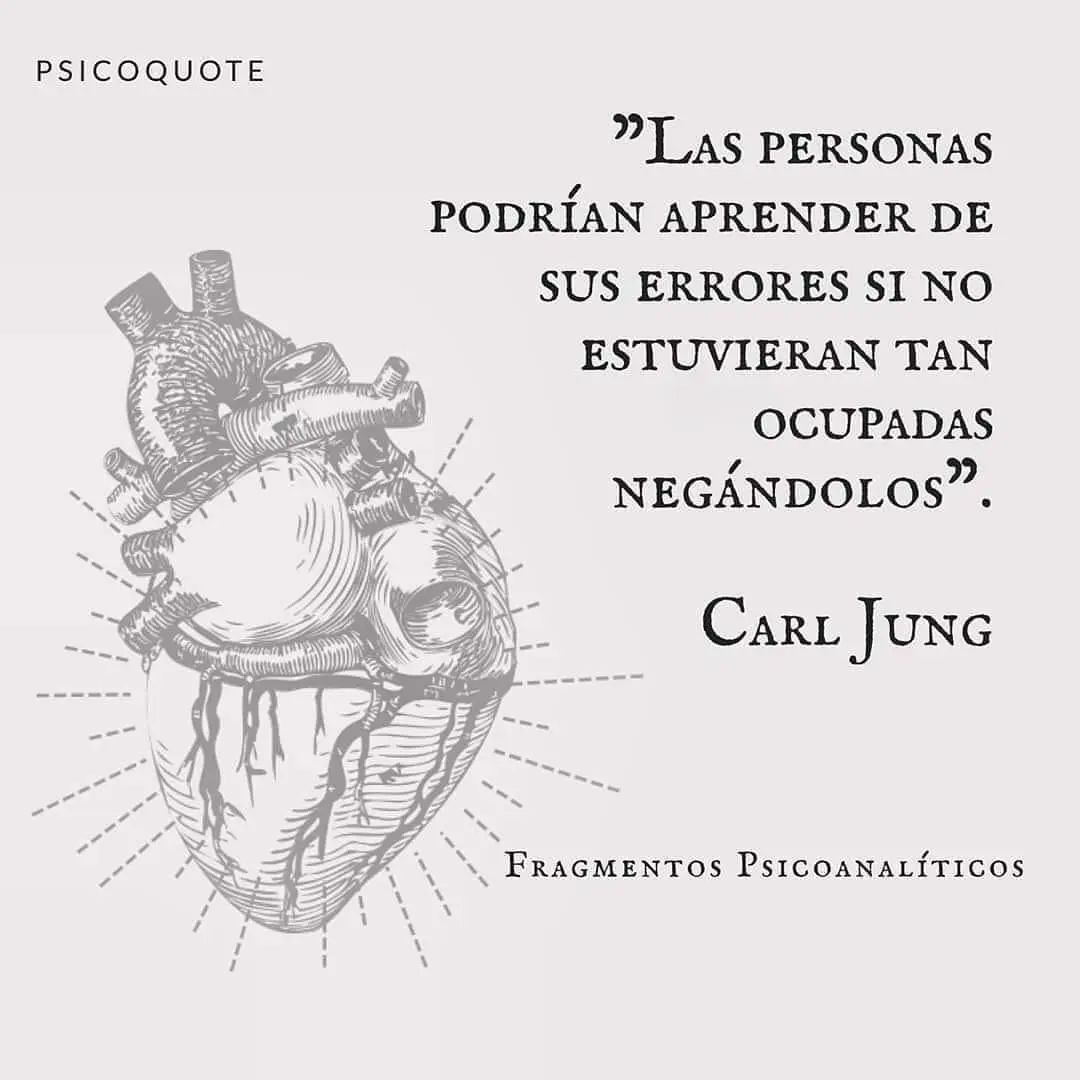 PSICOQUOTE
”Las personas
podrían aprender de
sus errores si no
estuvieran tan
ocupadas
negándolos”.
Carl Jung
Fragmentos Psicoanalíticos